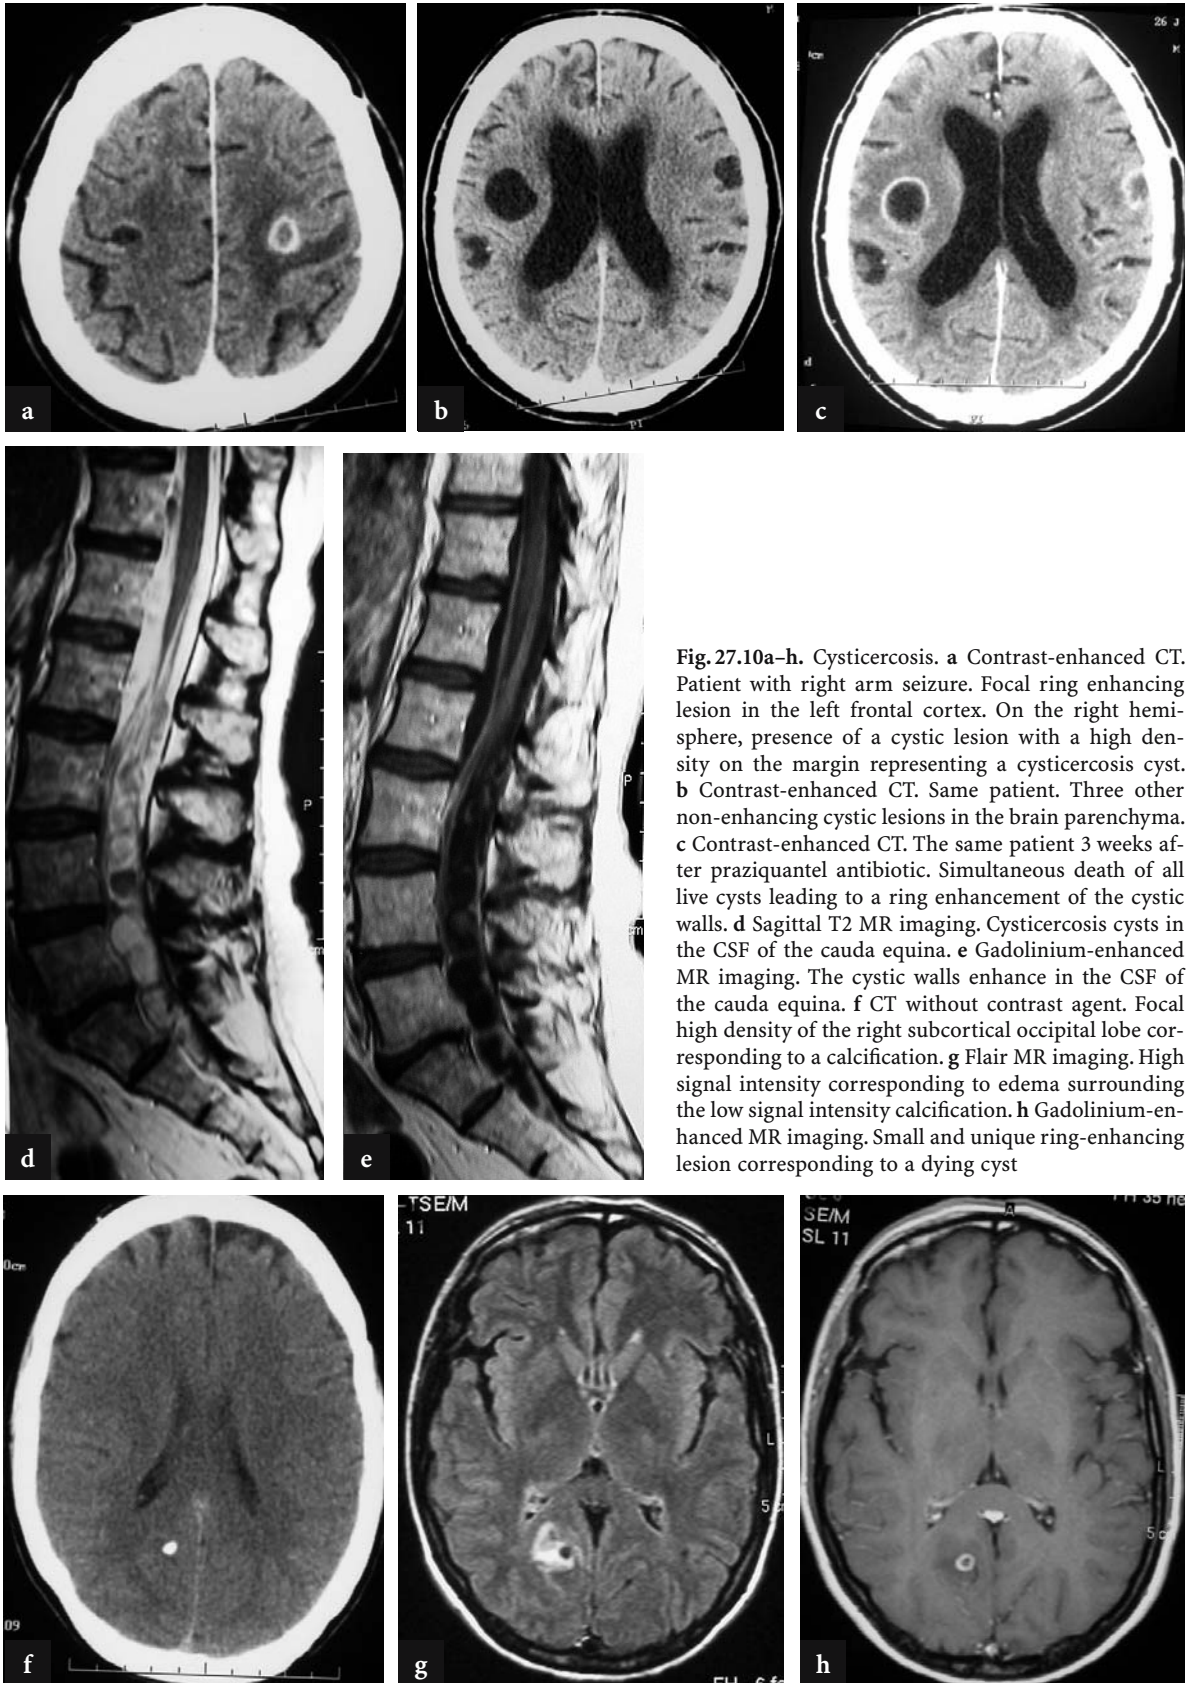 26 J
M
a
b
c
P
cm
P
cm
d
e
Fig. 27.10a–h. Cysticercosis. a Contrast-enhanced CT.
Patient with right arm seizure. Focal ring enhancing
lesion in the left frontal cortex. On the right hemi-
sphere, presence of a cystic lesion with a high den-
sity on the margin representing a cysticercosis cyst.
b Contrast-enhanced CT. Same patient. Three other
non-enhancing cystic lesions in the brain parenchyma.
c Contrast-enhanced CT. The same patient 3 weeks af-
ter praziquantel antibiotic. Simultaneous death of all
live cysts leading to a ring enhancement of the cystic
walls. d Sagittal T2 MR imaging. Cysticercosis cysts in
the CSF of the cauda equina. e Gadolinium-enhanced
MR imaging. The cystic walls enhance in the CSF of
the cauda equina. f CT without contrast agent. Focal
high density of the right subcortical occipital lobe cor-
responding to a calcification. g Flair MR imaging. High
signal intensity corresponding to edema surrounding
the low signal intensity calcification. h Gadolinium-en-
hanced MR imaging. Small and unique ring-enhancing
lesion corresponding to a dying cyst
0cm
09
f
-TSE/M
11
L
5
g
SE/M
SL 11
A
L
5 c
h